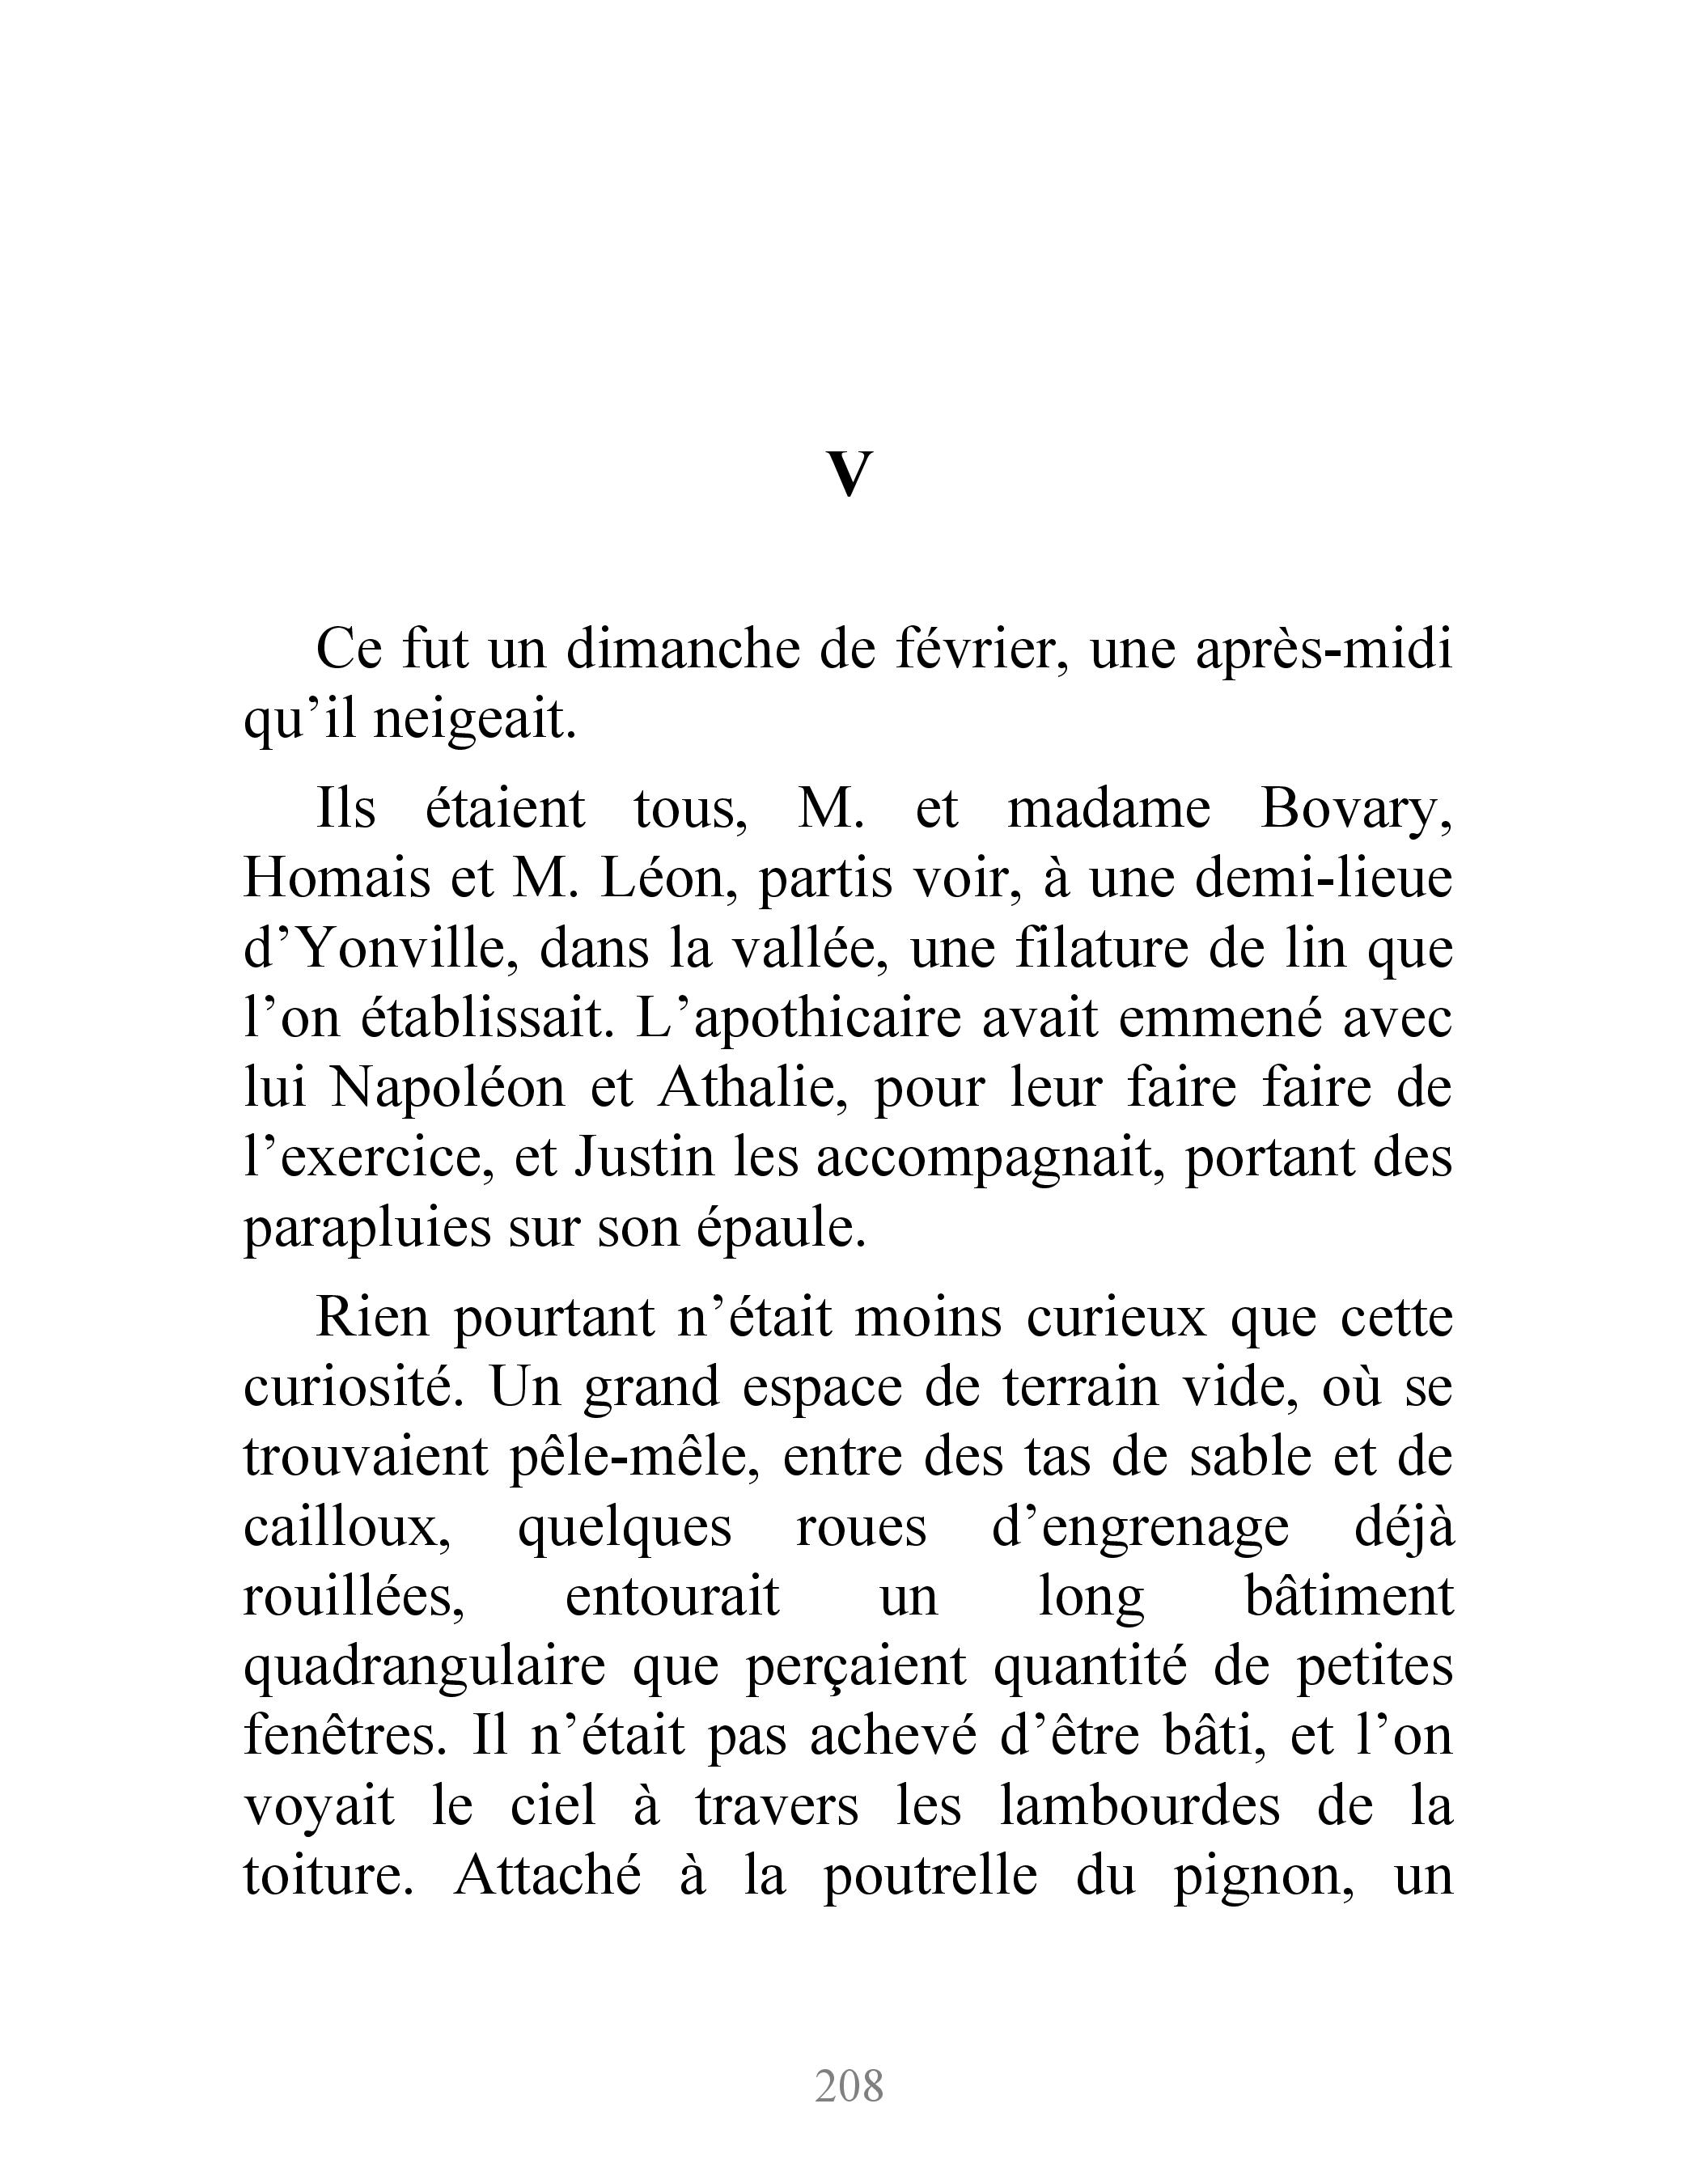 V
Ce fut un dimanche de février, une après-midi
qu’il neigeait.
Ils étaient tous, M. et madame Bovary,
Homais et M. Léon, partis voir, à une demi-lieue
d’Yonville, dans la vallée, une filature de lin que
l’on établissait. L’apothicaire avait emmené avec
lui Napoléon et Athalie, pour leur faire faire de
l’exercice, et Justin les accompagnait, portant des
parapluies sur son épaule.
Rien pourtant n’était moins curieux que cette
curiosité. Un grand espace de terrain vide, où se
trouvaient pêle-mêle, entre des tas de sable et de
cailloux, quelques roues d’engrenage déjà
rouillées, entourait un long bâtiment
quadrangulaire que perçaient quantité de petites
fenêtres. Il n’était pas achevé d’être bâti, et l’on
voyait le ciel à travers les lambourdes de la
toiture. Attaché à la poutrelle du pignon, un
208